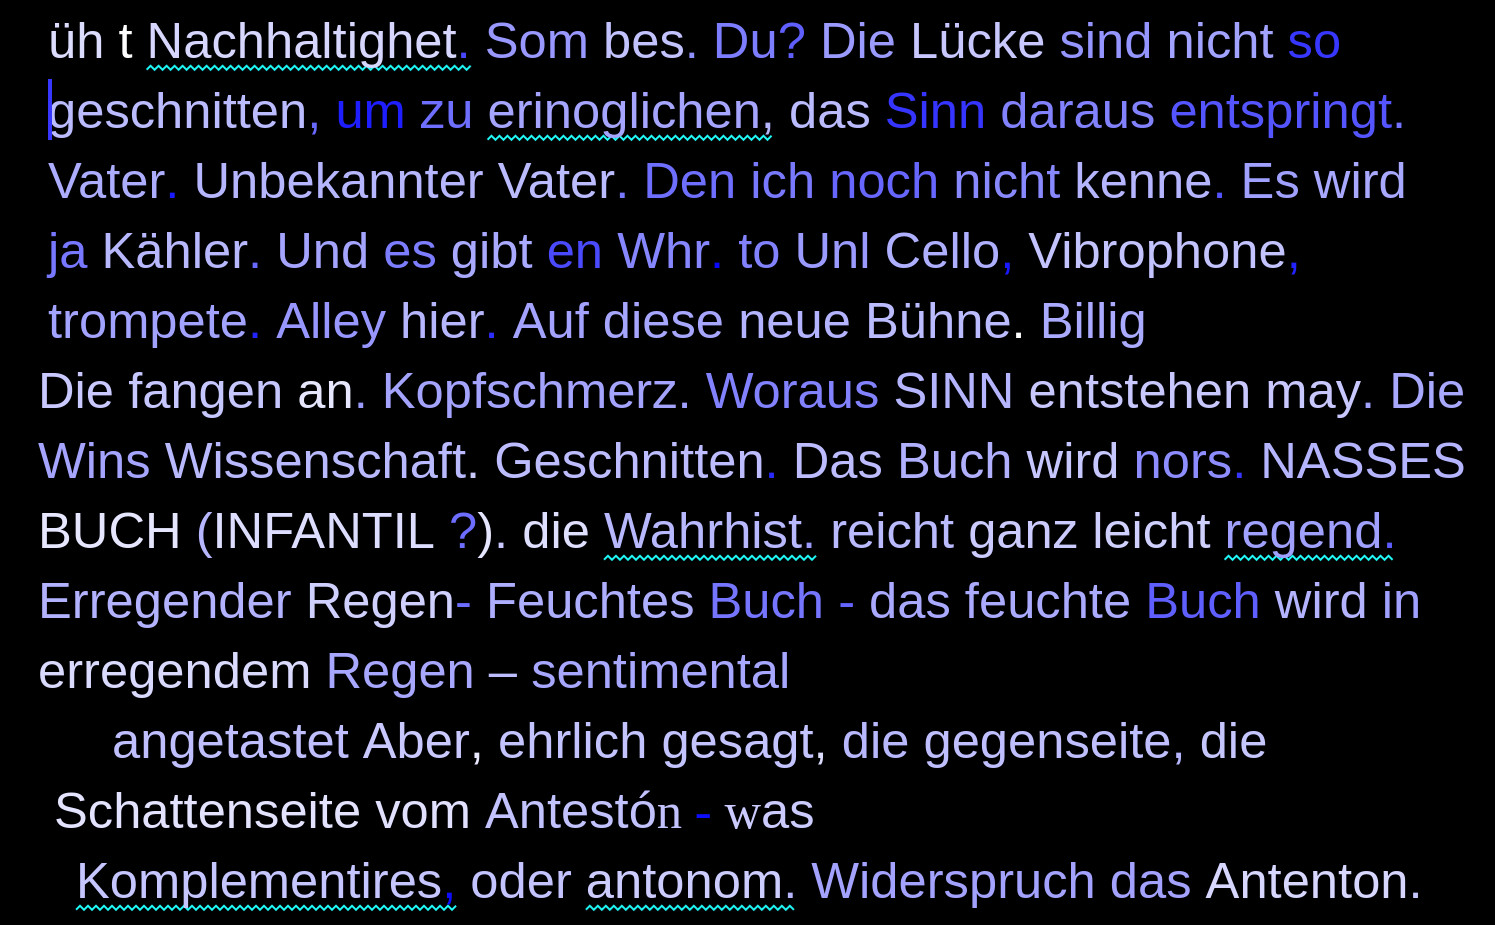 üh t Nachhaltighet. Som bes. Du? Die Lücke sind nicht so
geschnitten, um zu erinoglichen, das Sinn daraus entspringt.
Vater. Unbekannter Vater. Den ich noch nicht kenne. Es wird
ja Kähler. Und es gibt en Whr. to Unl Cello, Vibrophone,
trompete. Alley hier. Auf diese neue Bühne. Billig
Die fangen an. Kopfschmerz. Woraus SINN entstehen may. Die
Wins Wissenschaft. Geschnitten. Das Buch wird nors. NASSES
BUCH (INFANTIL ?). die Wahrhist. reicht ganz leicht regend.
Erregender Regen- Feuchtes Buch - das feuchte Buch wird in
erregendem Regen – sentimental
angetastet Aber, ehrlich gesagt, die gegenseite, die
Schattenseite vom Antestón - was
Komplementires, oder antonom. Widerspruch das Antenton.